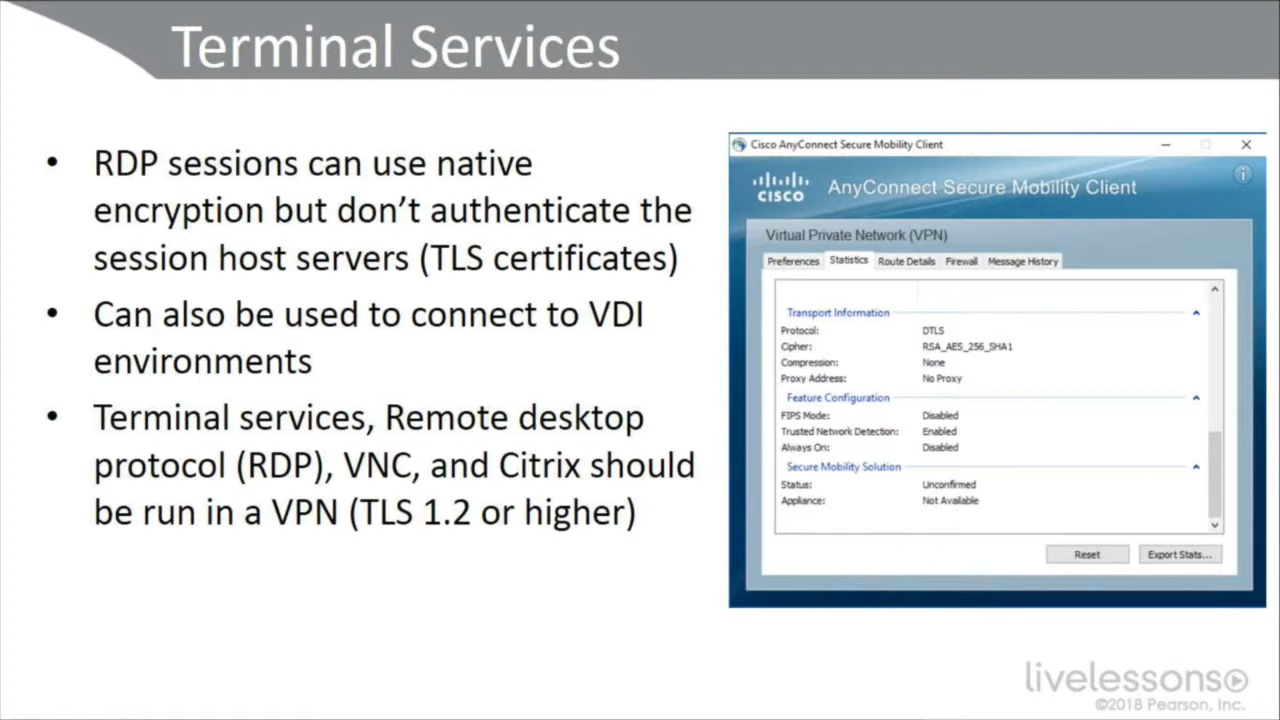 Terminal Services
• RDP sessions can use native
encryption but don’t authenticate the
session host servers (TLS certificates)
• Can also be used to connect to VDI
environments
• Terminal services, Remote desktop
protocol (RDP), VNC, and Citrix should
be run in a VPN (TLS 1.2 or higher)
Cisco AnyConnect Secure Mobility Client
CISCO
AnyConnect Secure Mobility Client
Virtual Private Network (VPN)
Preferences Statistics Route Details Firewall Message History
Transport Information
Protocol: DTLS
Cipher: RSA_AES_256_SHA1
Compression: None
Proxy Address: No Proxy
Feature Configuration
FIPS Mode: Disabled
Trusted Network Detection: Enabled
Always On: Disabled
Secure Mobility Solution
Status: Unconfirmed
Appliance: Not Available
Reset Export Stats...
livelessons
©2018 Pearson, Inc.